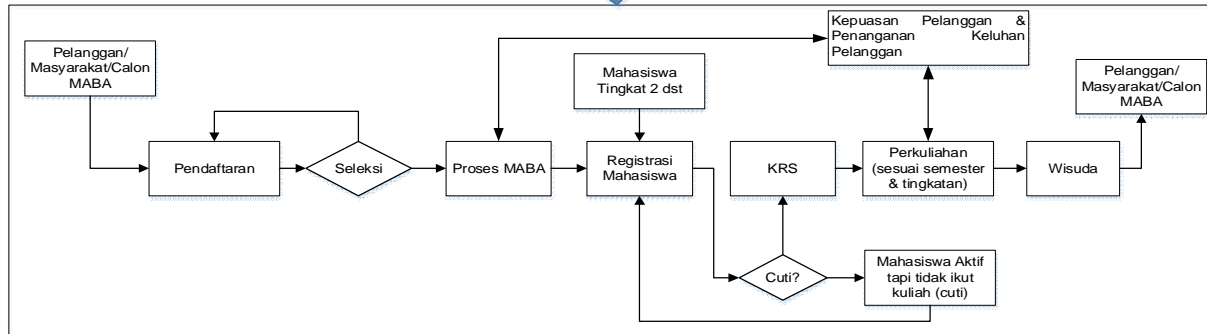 Pelanggan/
Masyarakat/Calon
MABA
Kepuasan Pelanggan &
Penanganan Keluhan
Pelanggan
Mahasiswa
Tingkat 2 dst
Pelanggan/
Masyarakat/Calon
MABA
Pendaftaran
Seleksi
Proses MABA
Registrasi
Mahasiswa
KRS
Perkuliahan
(sesuai semester
& tingkatan)
Wisuda
Cuti?
Mahasiswa Aktif
tapi tidak ikut
kuliah (cuti)